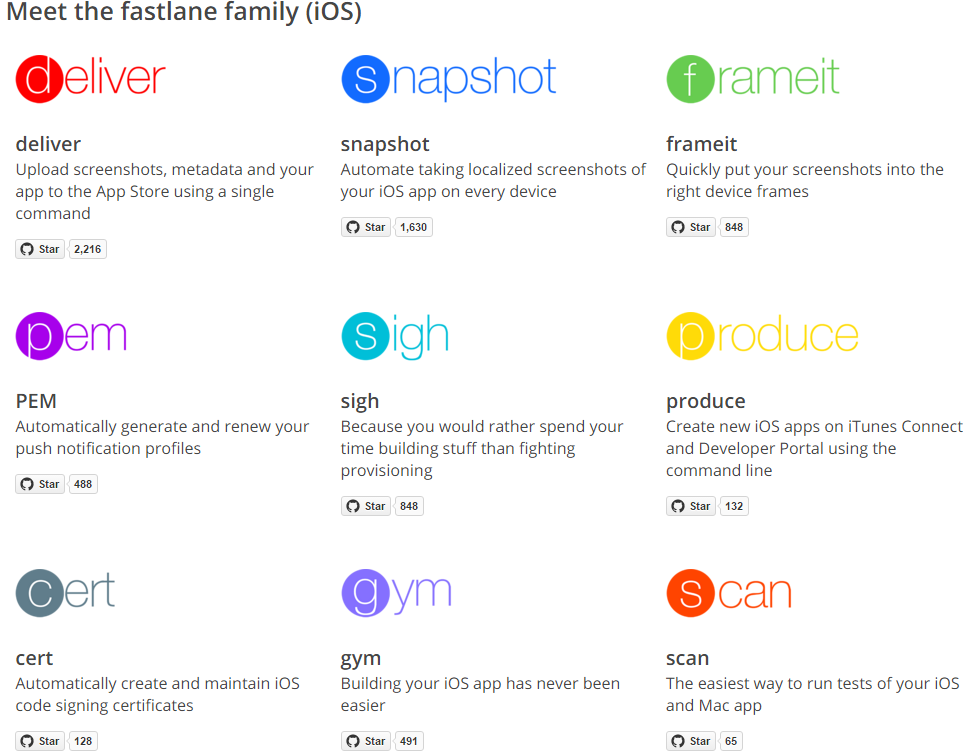 Meet the fastlane family (iOS)
deliver
deliver
Upload screenshots, metadata and your
app to the App Store using a single
command
Star 2,216
snapshot
snapshot
Automate taking localized screenshots of
your iOS app on every device
Star 1,630
frameit
frameit
Quickly put your screenshots into the
right device frames
Star 848
pem
PEM
Automatically generate and renew your
push notification profiles
Star 488
sigh
sigh
Because you would rather spend your
time building stuff than fighting
provisioning
Star 848
produce
produce
Create new iOS apps on iTunes Connect
and Developer Portal using the
command line
Star 132
cert
cert
Automatically create and maintain iOS
code signing certificates
Star 128
gym
gym
Building your iOS app has never been
easier
Star 491
scan
scan
The easiest way to run tests of your iOS
and Mac app
Star 65